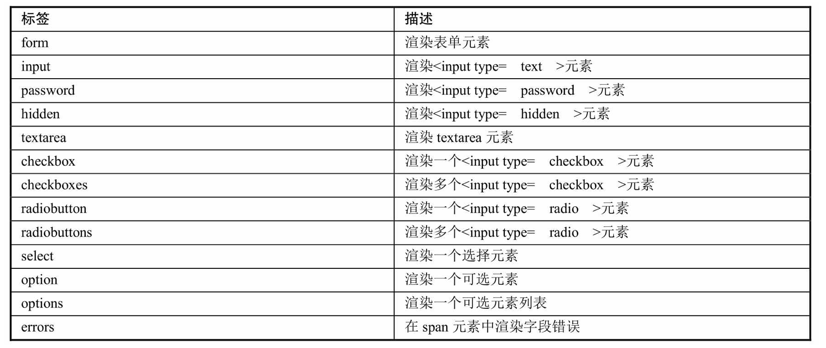 标签 描述
form 渲染表单元素
input 渲染<input type= text >元素
password 渲染<input type= password >元素
hidden 渲染<input type= hidden >元素
textarea 渲染 textarea 元素
checkbox 渲染一个<input type= checkbox >元素
checkboxes 渲染多个<input type= checkbox >元素
radiobutton 渲染一个<input type= radio >元素
radiobuttons 渲染多个<input type= radio >元素
select 渲染一个选择元素
option 渲染一个可选元素
options 渲染一个可选元素列表
errors 在 span 元素中渲染字段错误